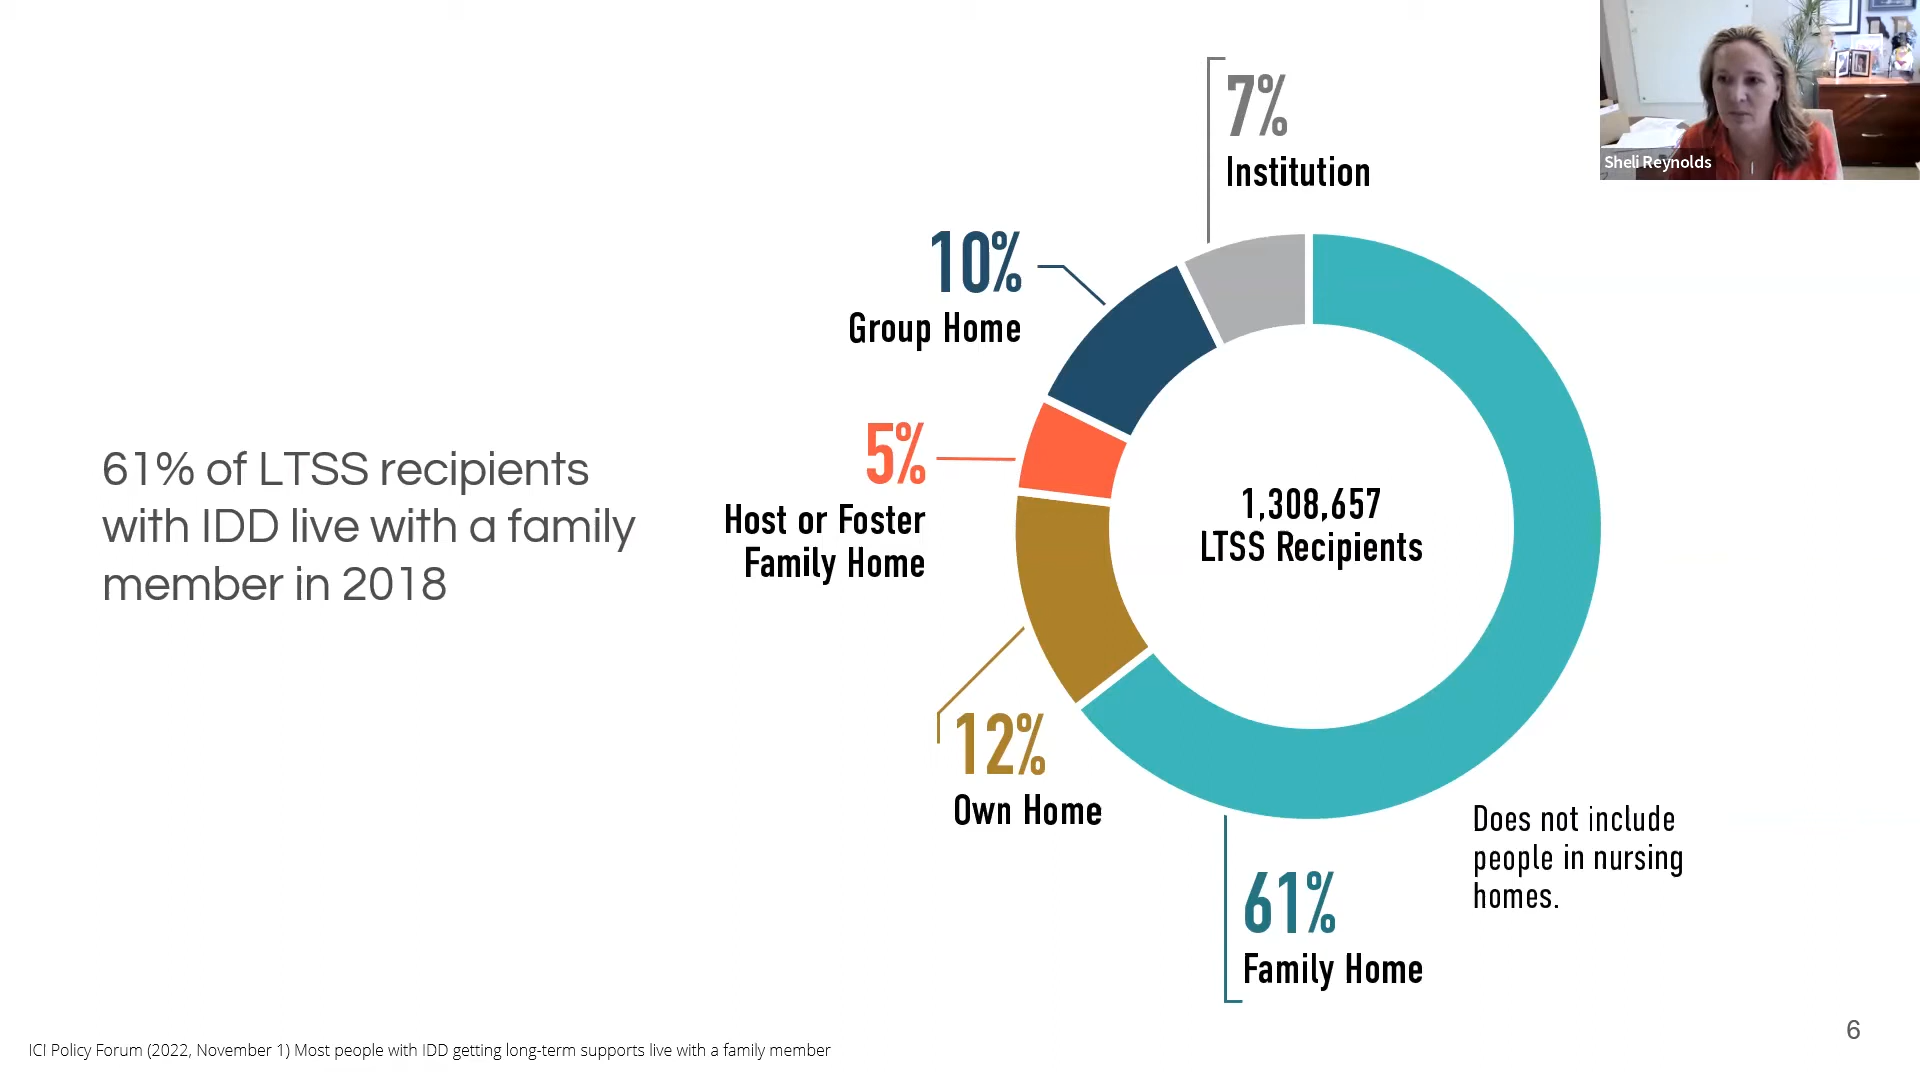 61% of LTSS recipients
with IDD live with a family
member in 2018
7%
Institution
10%
Group Home
5%
Host or Foster
Family Home
12%
Own Home
61%
Family Home
1,308,657
LTSS Recipients
Does not include
people in nursing
homes.
Sheli Reynolds
ICI Policy Forum (2022, November 1) Most people with IDD getting long-term supports live with a family member
6